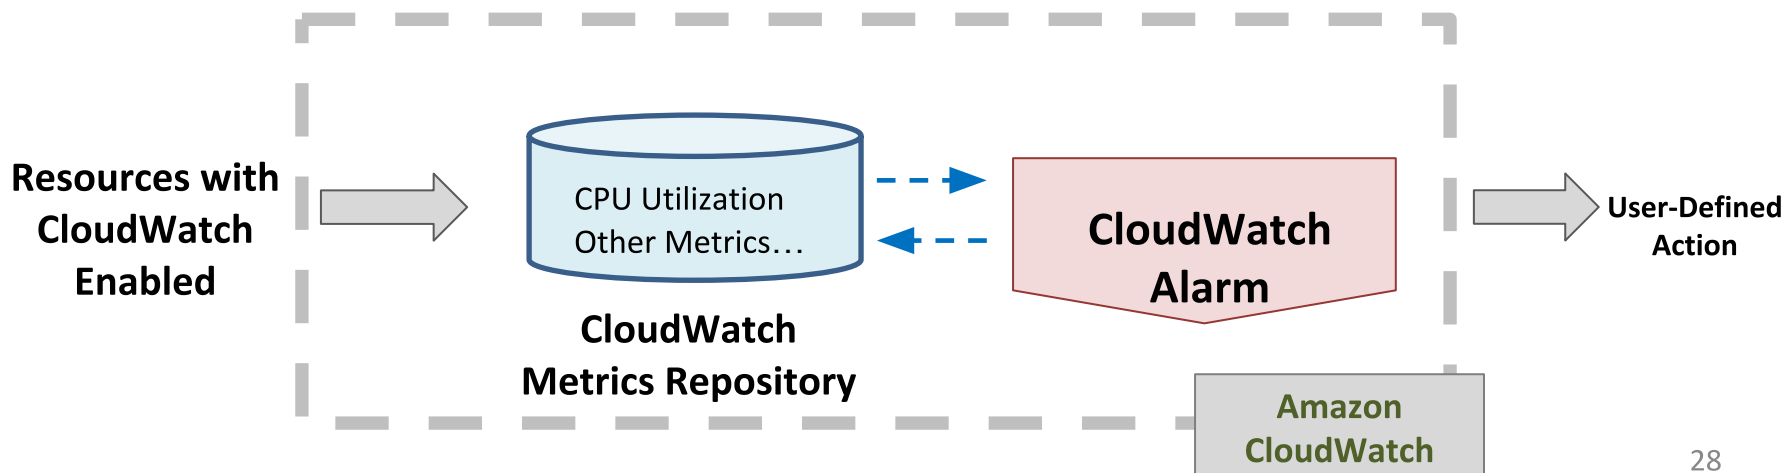 Resources with
CloudWatch
Enabled
CPU Utilization
Other Metrics…
CloudWatch
Metrics Repository
CloudWatch
Alarm
User-Defined
Action
Amazon
CloudWatch
28